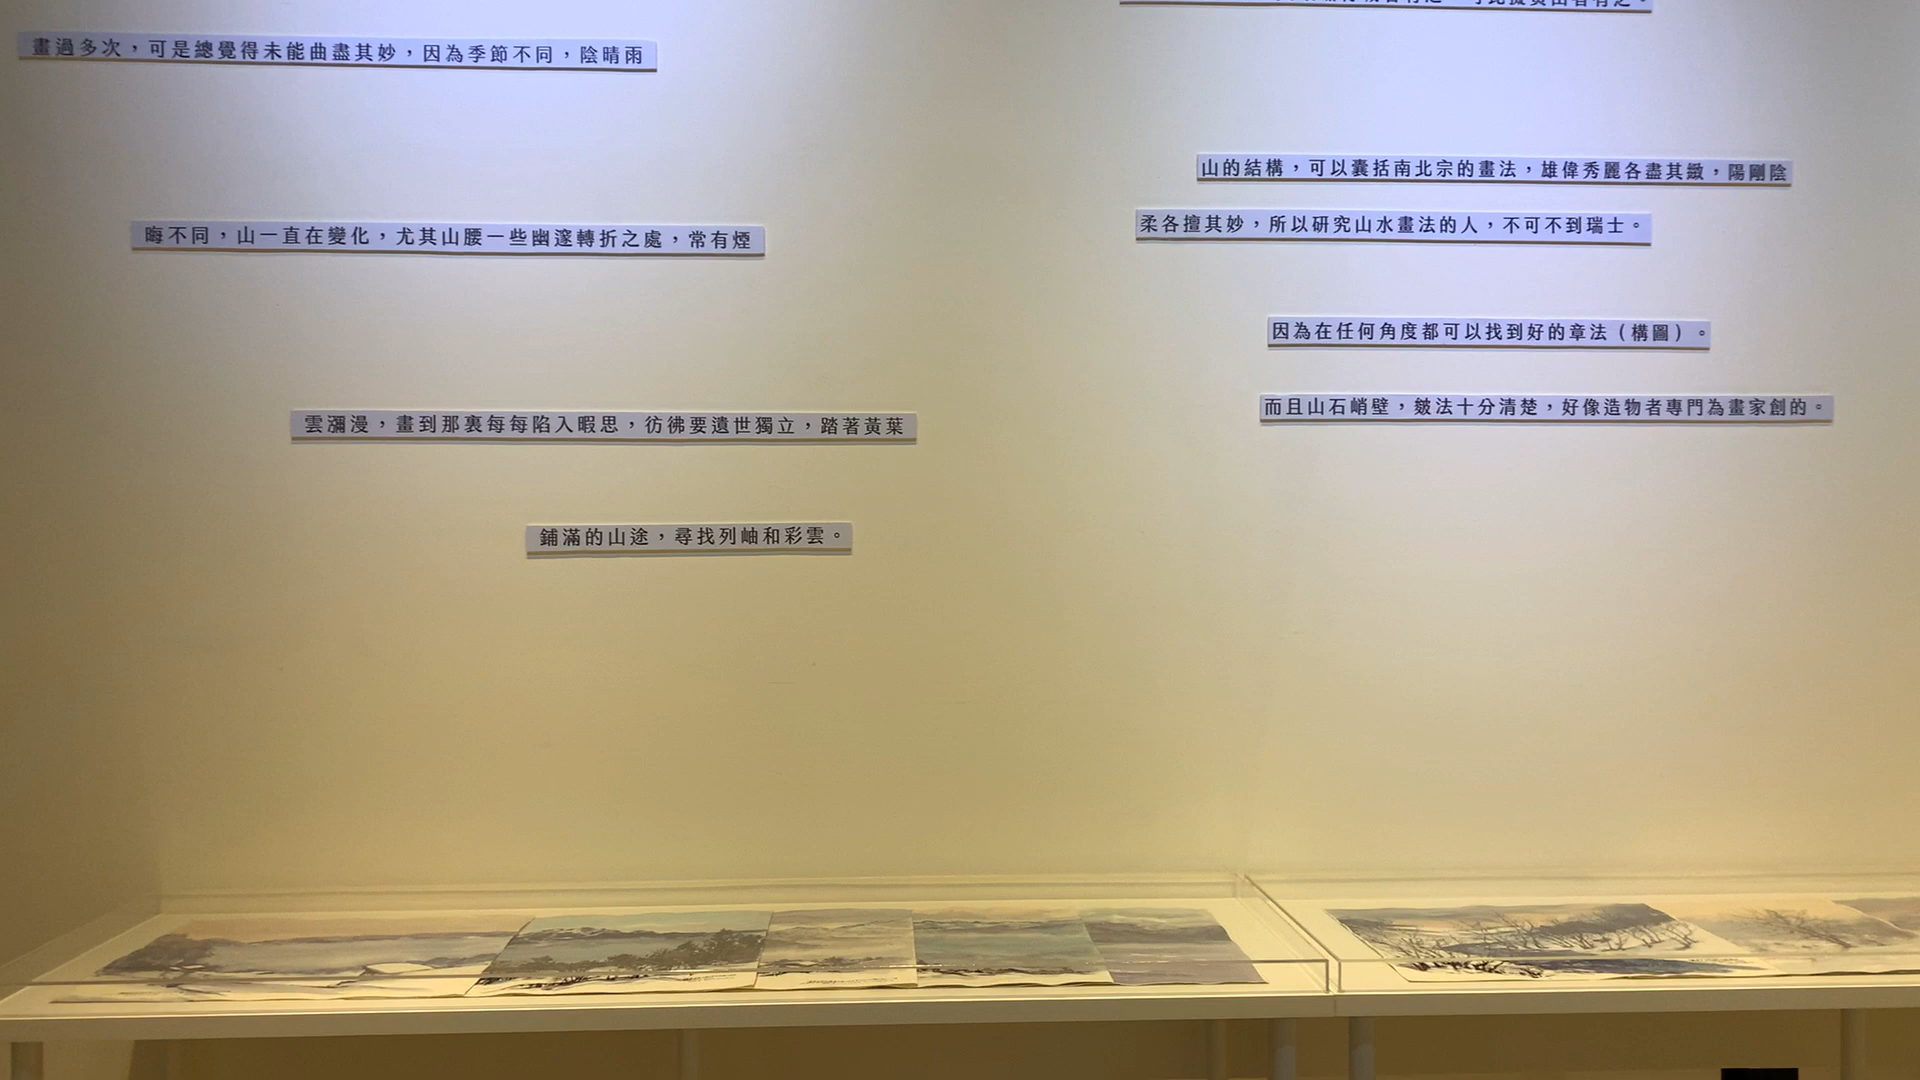 畫過多次，可是總覺得未能曲盡其妙，因為季節不同，陰晴雨
晦不同，山一直在變化，尤其山腰一些幽邃轉折之處，常有煙
雲瀰漫，畫到那裏每每陷入暇思，彷彿要遺世獨立，踏著黃葉
鋪滿的山途，尋找列岫和彩雲。
山的結構，可以囊括南北宗的畫法，雄偉秀麗各盡其緻，陽剛陰
柔各擅其妙，所以研究山水畫法的人，不可不到瑞士。
因為在任何角度都可以找到好的章法（構圖）。
而且山石峭壁，皴法十分清楚，好像造物者專門為畫家創的。